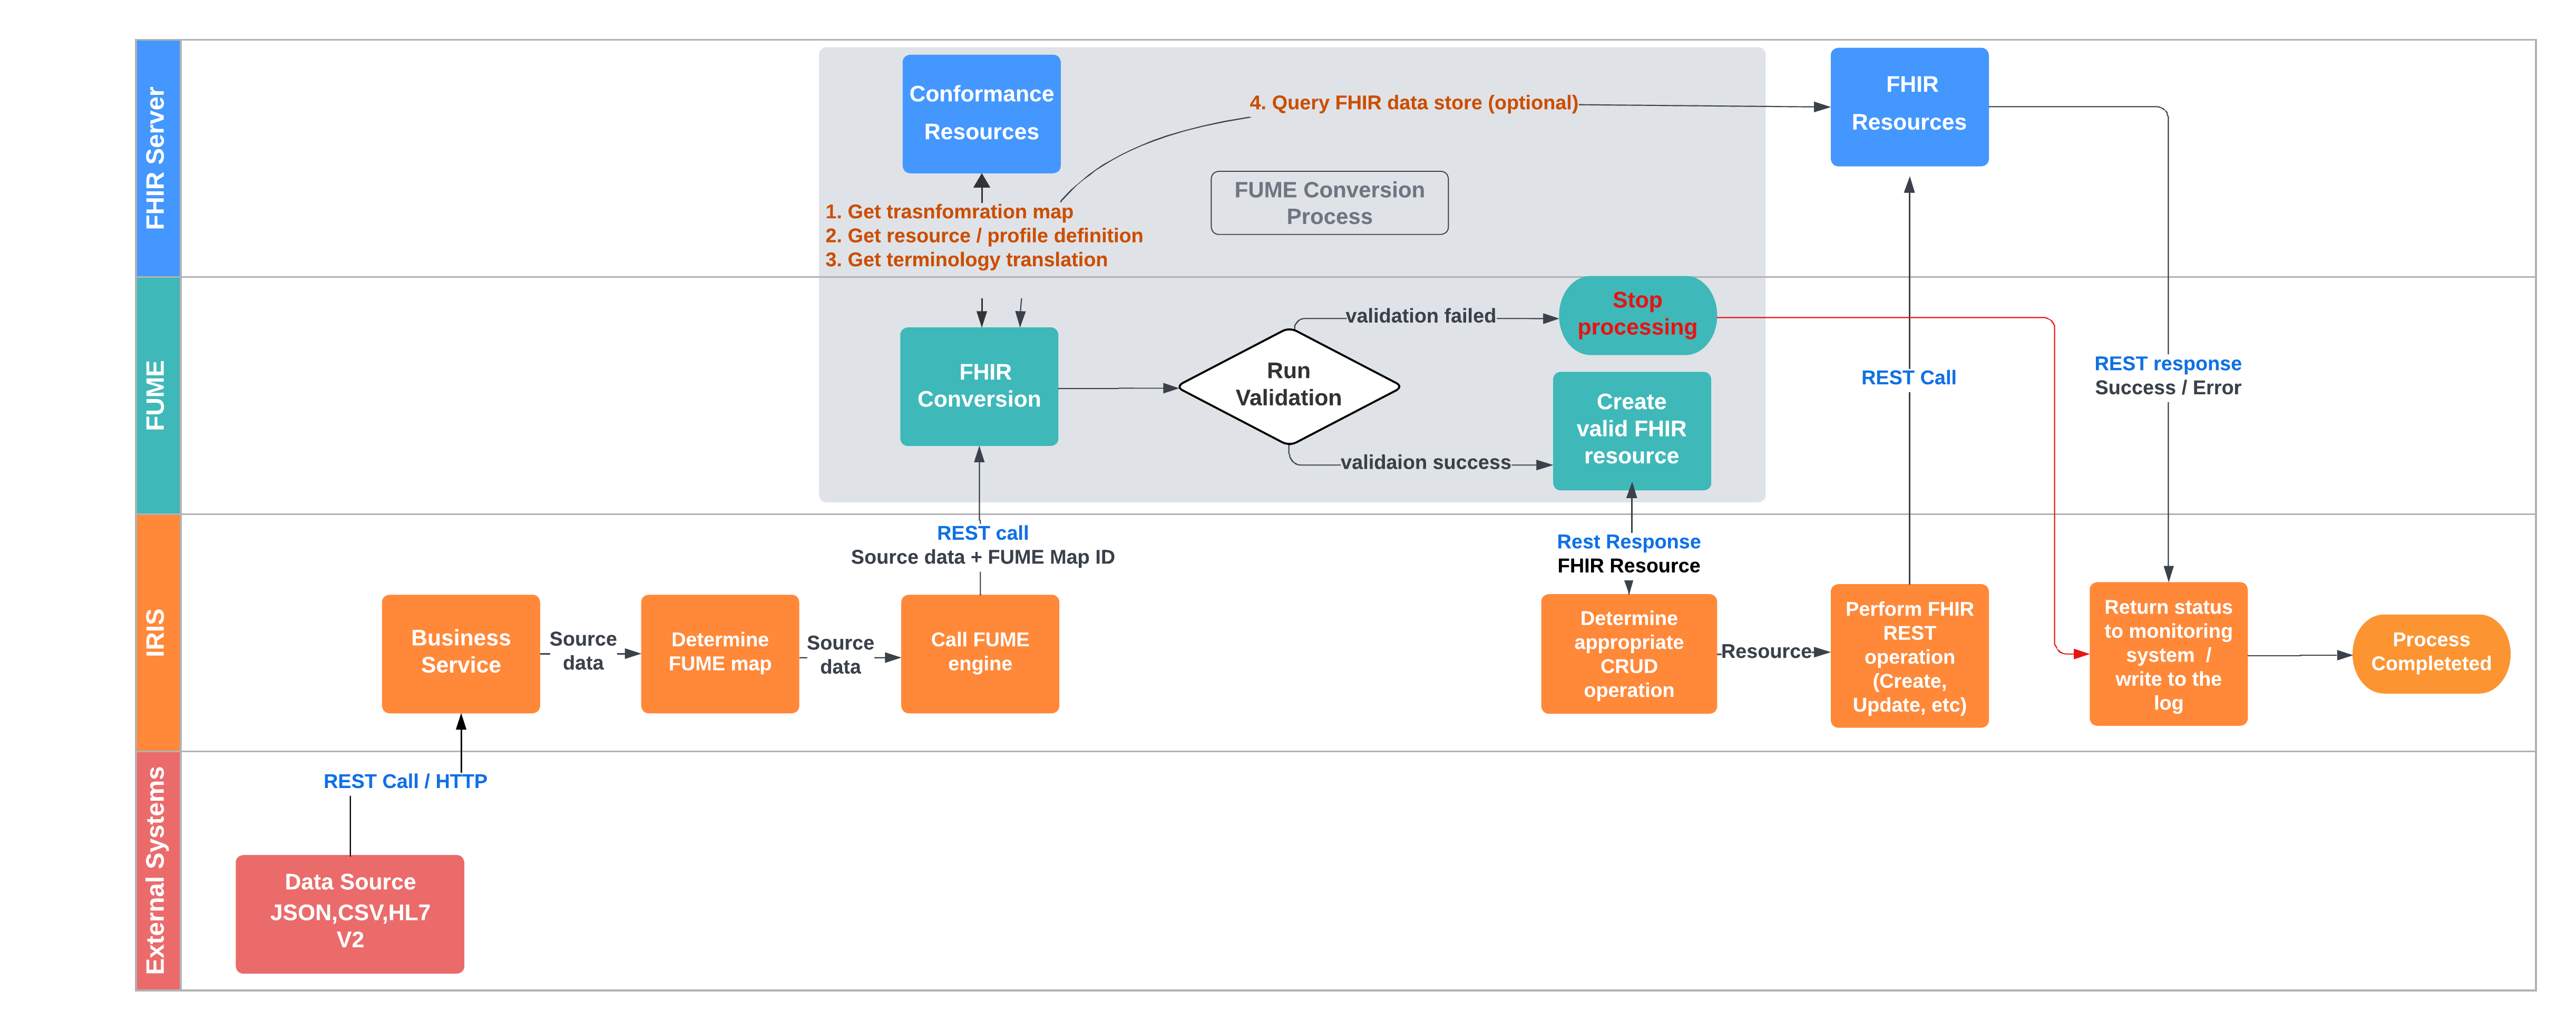 FHIR Server
Conformance
Resources
4. Query FHIR data store (optional)
FHIR
Resources
FUME Conversion
Process
1. Get trasnfomration map
2. Get resource / profile definition
3. Get terminology translation
FUME
FHIR
Conversion
Run
Validation
validation failed
Stop
processing
validaion success
Create
valid FHIR
resource
REST Call
REST response
Success / Error
IRIS
REST call
Source data + FUME Map ID
Rest Response
FHIR Resource
Business
Service
Source
data
Determine
FUME map
Source
data
Call FUME
engine
Determine
appropriate
CRUD
operation
Resource
Perform FHIR
REST
operation
(Create,
Update, etc)
Return status
to monitoring
system /
write to the
log
Process
Completeted
External Systems
REST Call / HTTP
Data Source
JSON,CSV,HL7
V2